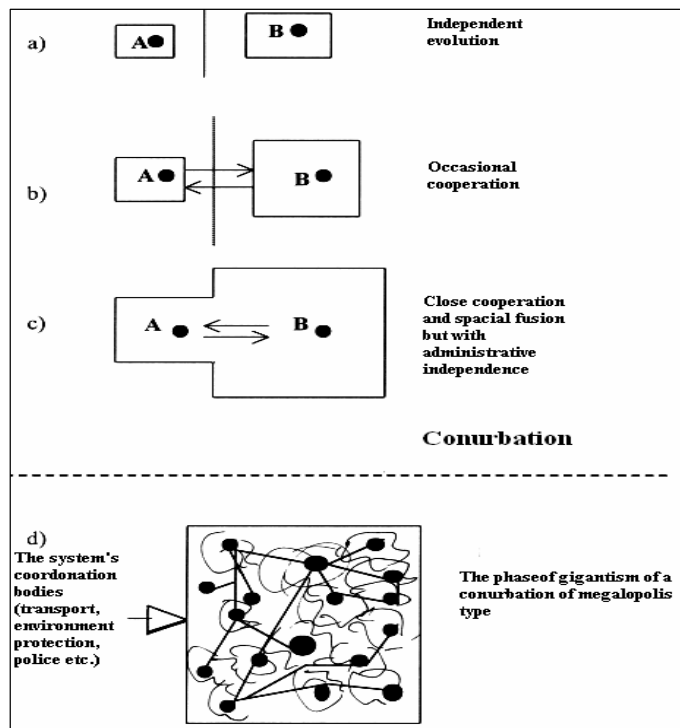 a)
A
B
Independent
evolution
b)
A
B
Occasional
cooperation
c)
A
B
Close cooperation
and spacial fusion
but with
administrative
independence
Conurbation
d)
The system's
coordonation
bodies
(transport,
environment
protection,
police etc.)
The phaseof gigantism of a
conurbation of megalopolis
type